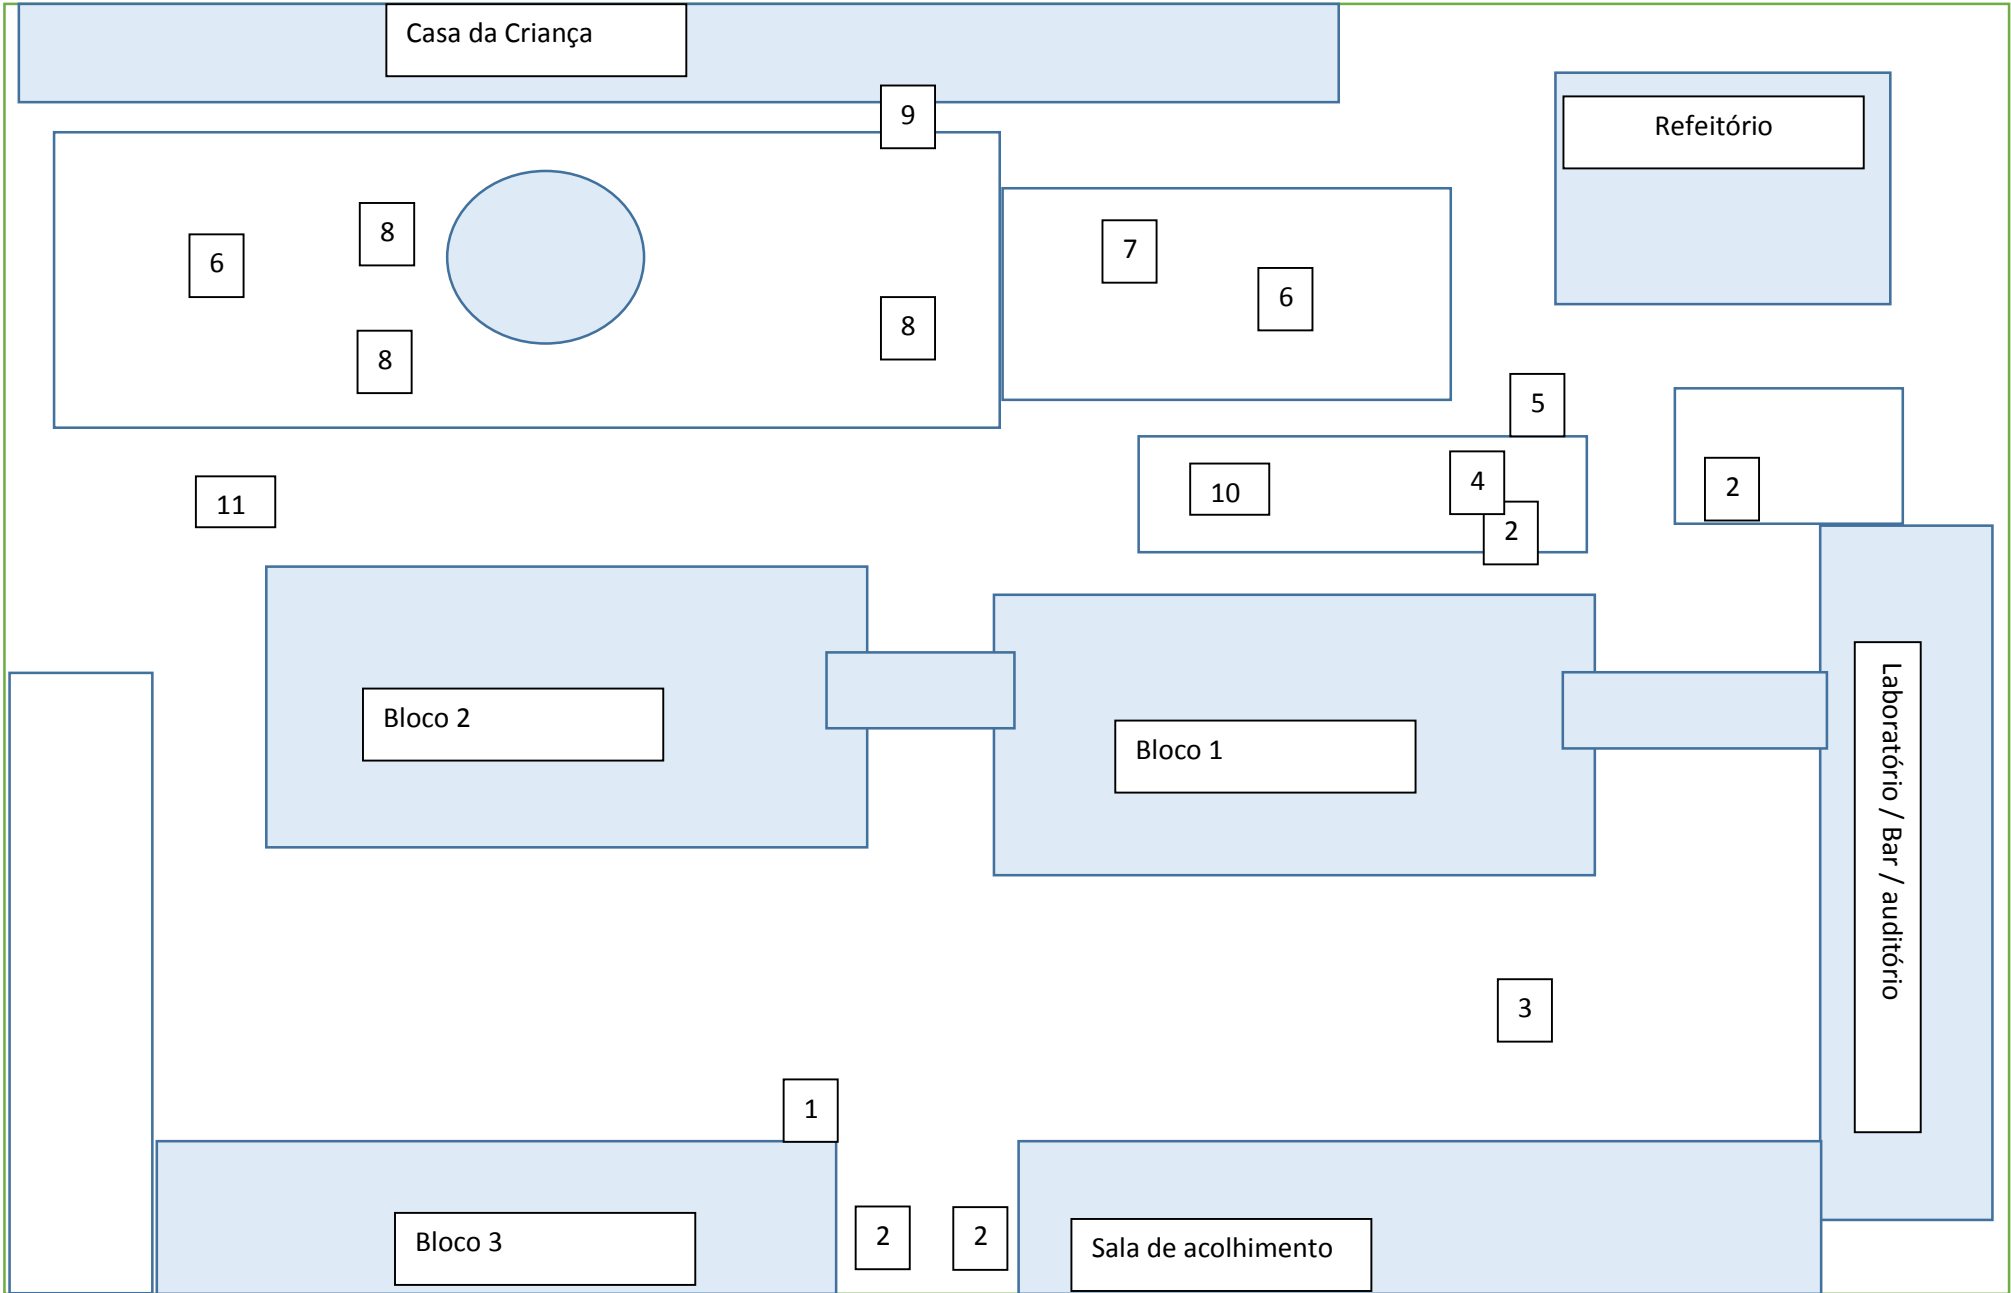 Casa da Criança
9
Refeitório
8
6
7
6
8
8
5
4
2
10
11
2
Bloco 2
Bloco 1
Laboratório / Bar / auditório
3
1
2
2
Bloco 3
Sala de acolhimento